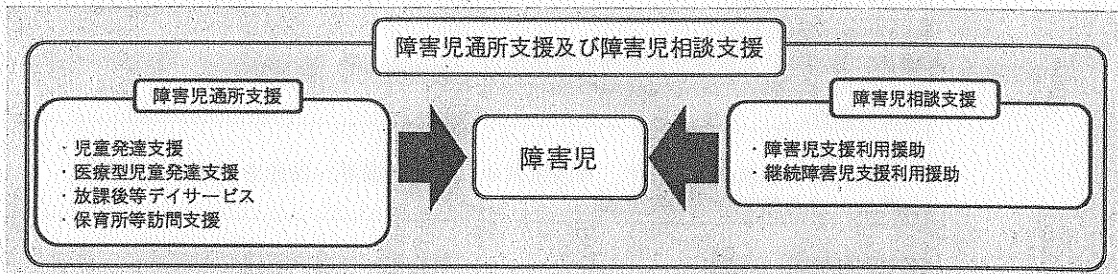 障害児通所支援及び障害児相談支援
障害児通所支援
・児童発達支援
・医療型児童発達支援
・放課後等デイサービス
・保育所等訪問支援
障害児
障害児相談支援
・障害児支援利用援助
・継続障害児支援利用援助